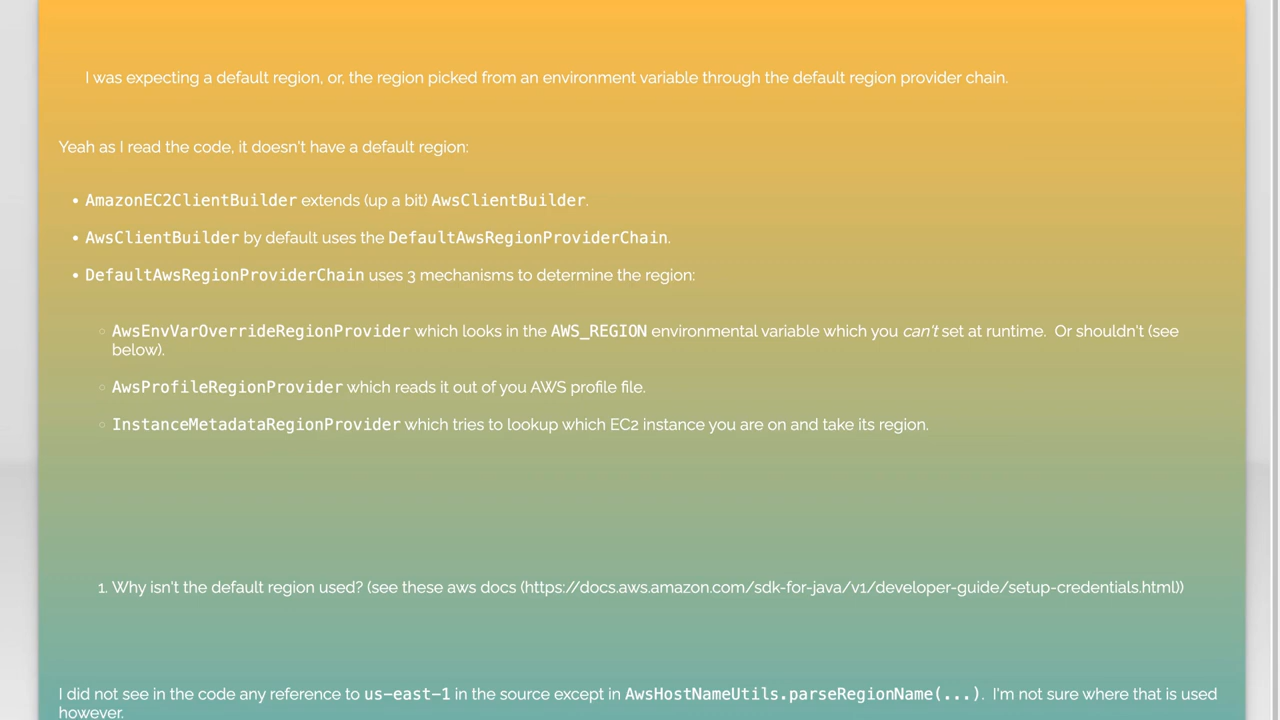 I was expecting a default region, or, the region picked from an environment variable through the default region provider chain.
Yeah as I read the code, it doesn't have a default region:
• AmazonEC2ClientBuilder extends (up a bit) AwsClientBuilder.
• AwsClientBuilder by default uses the DefaultAwsRegionProviderChain.
• DefaultAwsRegionProviderChain uses 3 mechanisms to determine the region:
○ AwsEnvVarOverrideRegionProvider which looks in the AWS_REGION environmental variable which you can't set at runtime. Or shouldn't (see
below).
○ AwsProfileRegionProvider which reads it out of you AWS profile file.
○ InstanceMetadataRegionProvider which tries to lookup which EC2 instance you are on and take its region.
1. Why isn't the default region used? (see these aws docs (https://docs.aws.amazon.com/sdk-for-java/v1/developer-guide/setup-credentials.html))
I did not see in the code any reference to us-east-1 in the source except in AwsHostNameUtils.parseRegionName(...). I'm not sure where that is used
however.